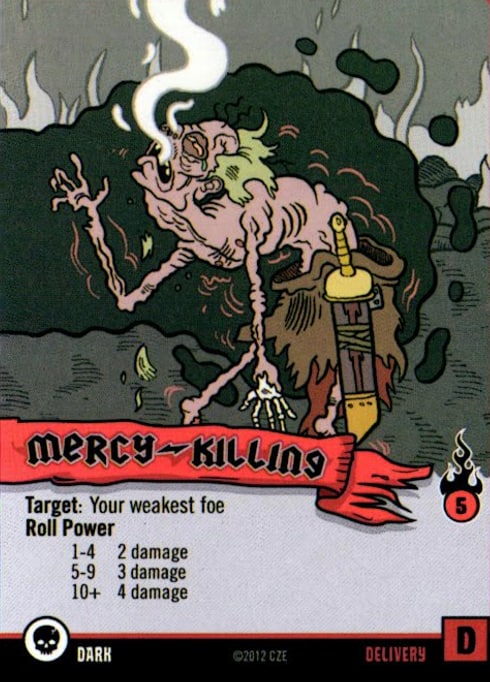 MERCY-KILLING
5
Target: Your weakest foe
Roll Power
1-4 2 damage
5-9 3 damage
10+ 4 damage
DARK ©2012 CZE DELIVERY D